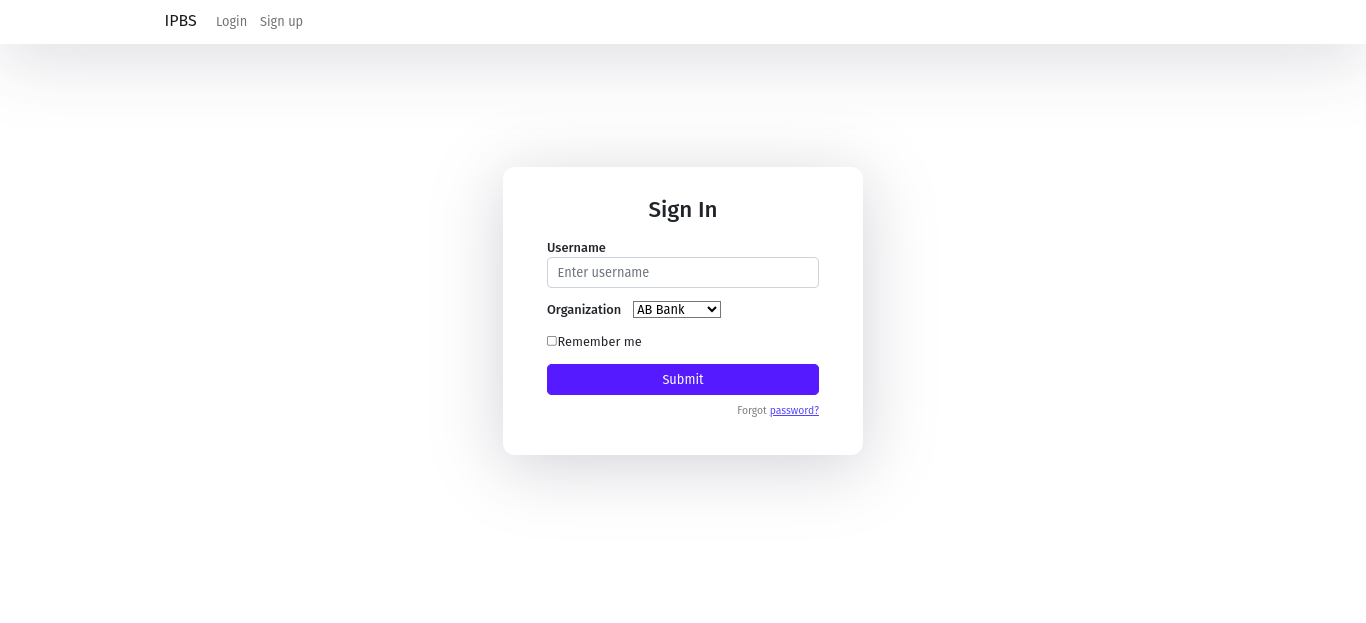 IPBS Login Sign up
Sign In
Username
Enter username
Organization AB Bank
Remember me
Submit
Forgot password?